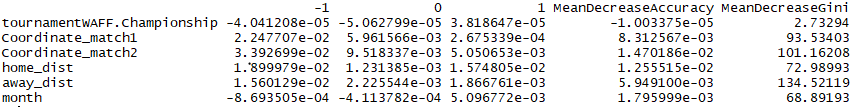 -1 0 1 MeanDecreaseAccuracy MeanDecreaseGini
tournamentWAFF.Championship -4.041208e-05 -5.062799e-05 3.818647e-05 -1.003375e-05 2.73294
Coordinate_match1 2.247707e-02 5.961566e-03 2.675339e-04 8.312567e-03 93.53403
Coordinate_match2 3.392699e-02 9.518337e-03 5.050653e-03 1.470186e-02 101.16208
home_dist 1.899979e-02 1.231385e-03 1.574805e-02 1.255515e-02 72.98993
away_dist 1.560129e-02 2.225544e-03 1.866761e-03 5.949100e-03 134.52119
month -8.693505e-04 -4.113782e-04 5.096772e-03 1.795999e-03 68.89193